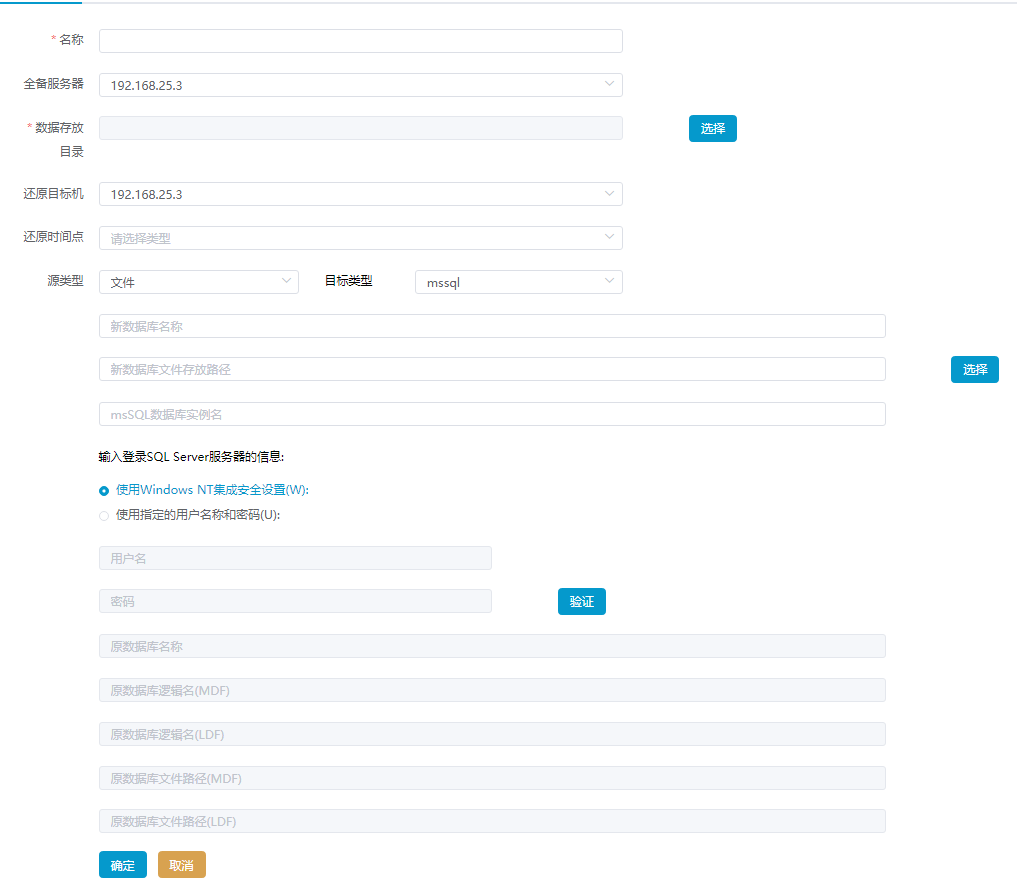 * 名称
全备服务器 192.168.25.3
* 数据存放 选择
目录
还原目标机 192.168.25.3
还原时间点 请选择类型
源类型 文件 目标类型 mssql
新数据库名称
新数据库文件存放路径 选择
msSQL数据库实例名
输入登录SQL Server服务器的信息:
使用Windows NT集成安全设置(W):
使用指定的用户名称和密码(U):
用户名
密码 验证
原数据库名称
原数据库逻辑名(MDF)
原数据库逻辑名(LDF)
原数据库文件路径(MDF)
原数据库文件路径(LDF)
确定 取消